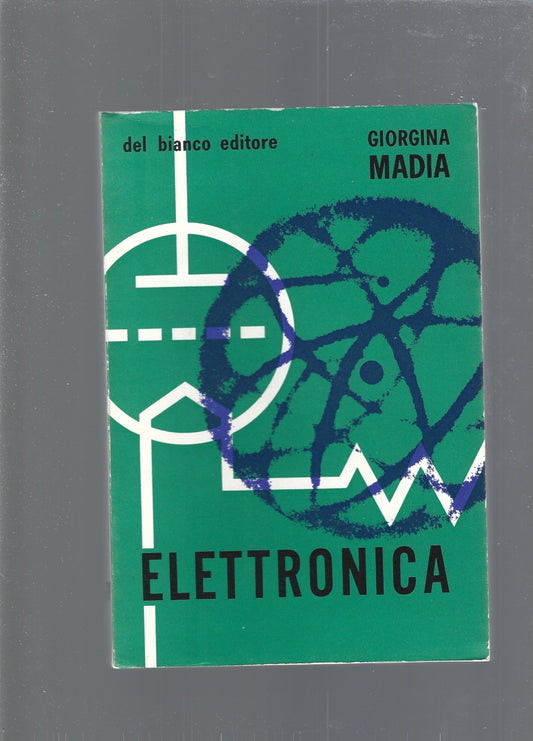 del bianco editore
GIORGINA
MADIA
ELETTRONICA